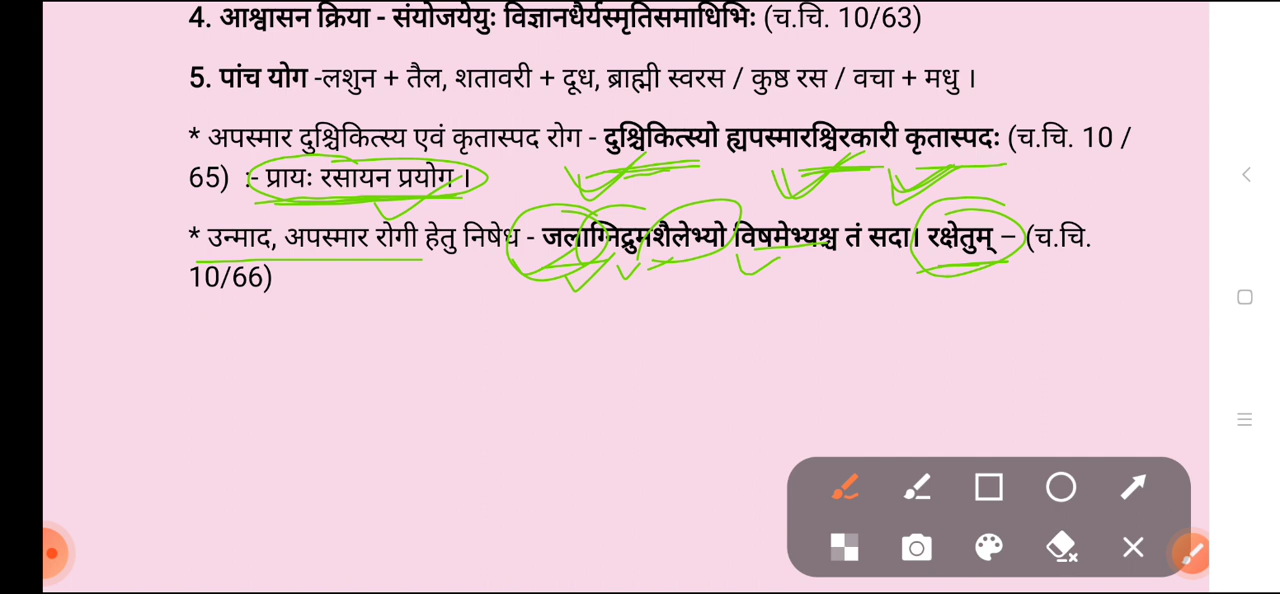 4. आश्वासन क्रिया - संयोजयेयुः विज्ञानधैर्यस्मृतिसमाधिभिः (च.चि. 10/63)
5. पांच योग -लशुन + तैल, शतावरी + दूध, ब्राह्मी स्वरस / कुष्ठ रस / वचा + मधु ।
* अपस्मार दुश्चिकित्स्य एवं कृतास्पद रोग - दुश्चिकित्स्यो ह्यपस्मारश्चिरकारी कृतास्पदः (च.चि. 10 /
65) :- प्रायः रसायन प्रयोग ।
* उन्माद, अपस्मार रोगी हेतु निषेध - जलाग्निद्रुमशैलेभ्यो विषमेभ्यश्च तं सदा। रक्षेतुम् – (च.चि.
10/66)